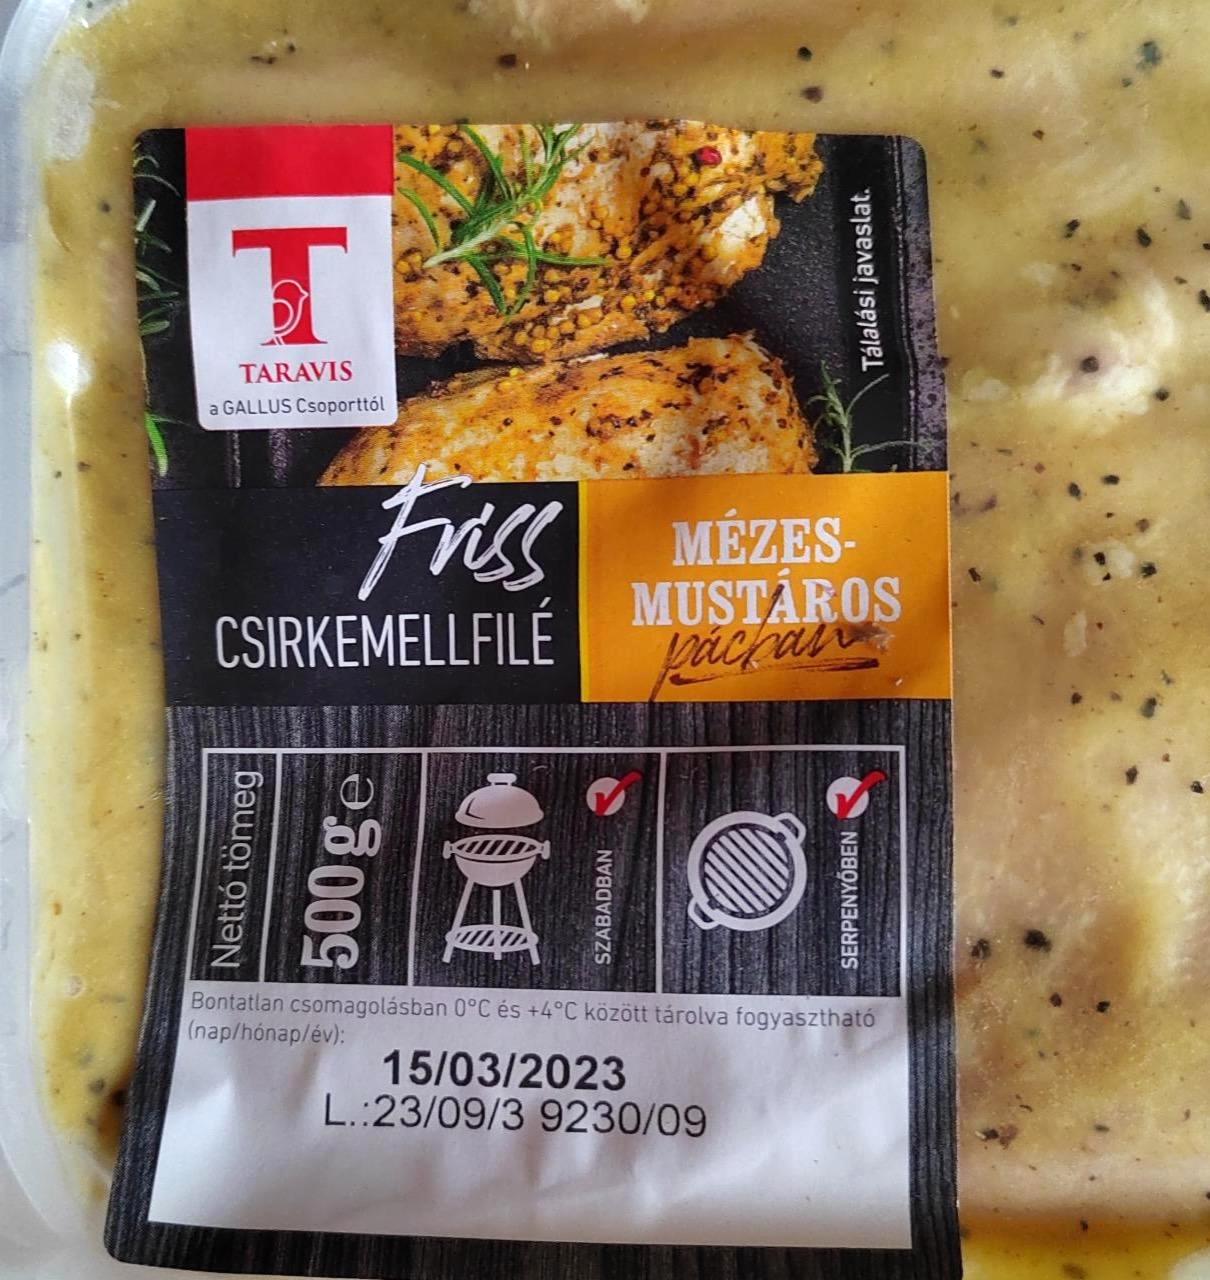 TARAVIS
a GALLUS Csoporttól
Tálalási javaslat.
Friss
CSIRKEMELLFILÉ
MÉZES-
MUSTÁROS
pácban
Nettó tömeg
500 g e
SZABADBAN
SERPENYŐBEN
Bontatlan csomagolásban 0°C és +4°C között tárolva fogyasztható
(nap/hónap/év):
15/03/2023
L.:23/09/3 9230/09